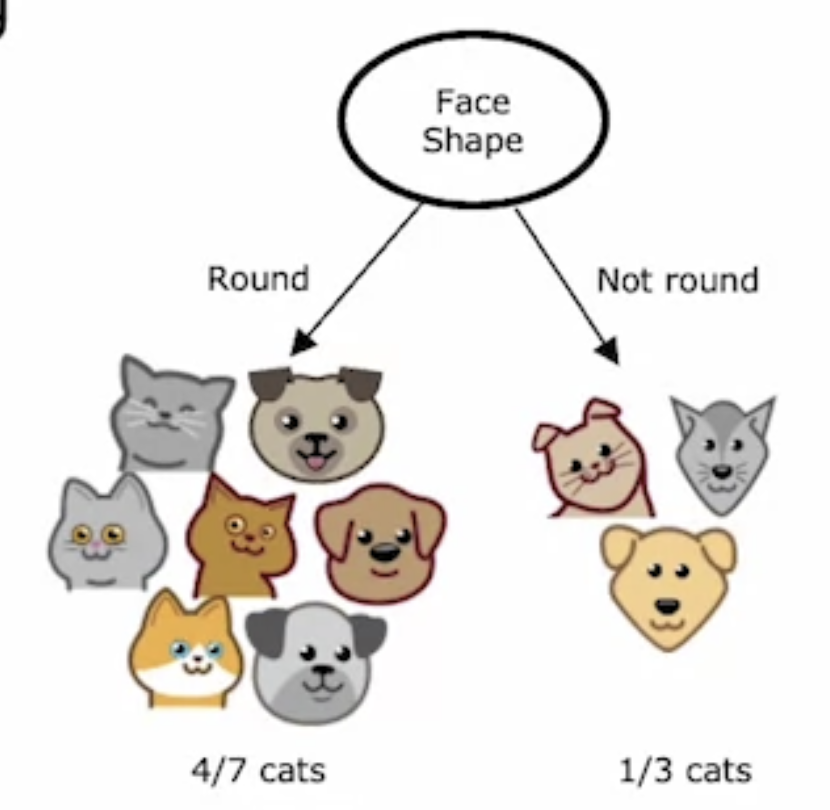 Face
Shape
Round
Not round
4/7 cats
1/3 cats